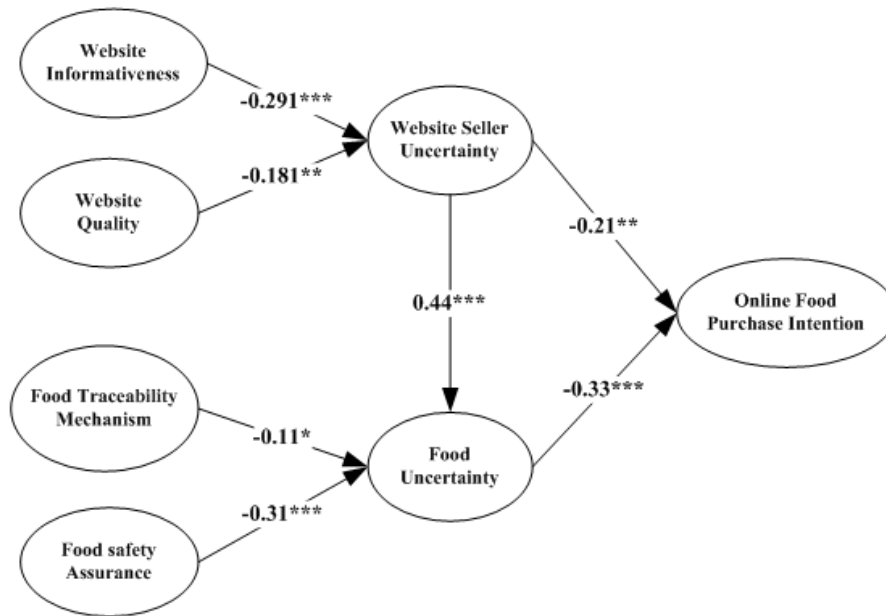 Website
Informativeness
-0.291***
Website Seller
Uncertainty
-0.181**
Website
Quality
-0.21**
0.44***
Online Food
Purchase Intention
Food Traceability
Mechanism
-0.33***
-0.11*
Food
Uncertainty
-0.31***
Food safety
Assurance